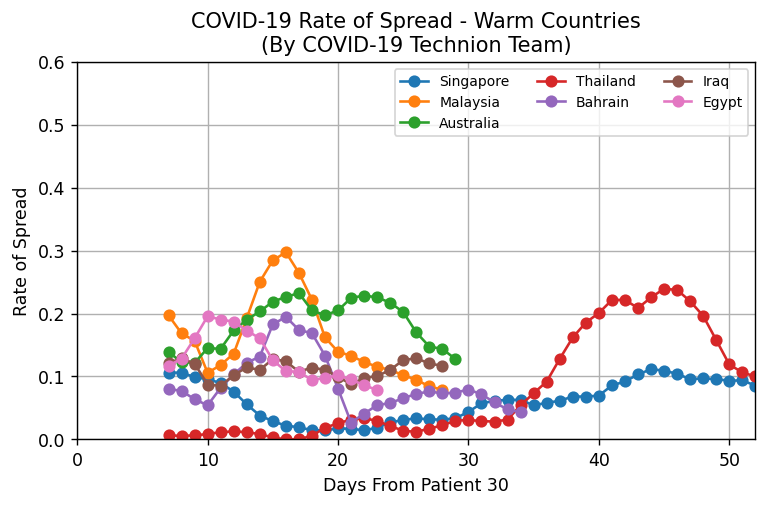 COVID-19 Rate of Spread - Warm Countries
(By COVID-19 Technion Team)
Rate of Spread
0.6
0.5
0.4
0.3
0.2
0.1
0.0
Singapore
Malaysia
Australia
Thailand
Bahrain
Iraq
Egypt
0 10 20 30 40 50
Days From Patient 30